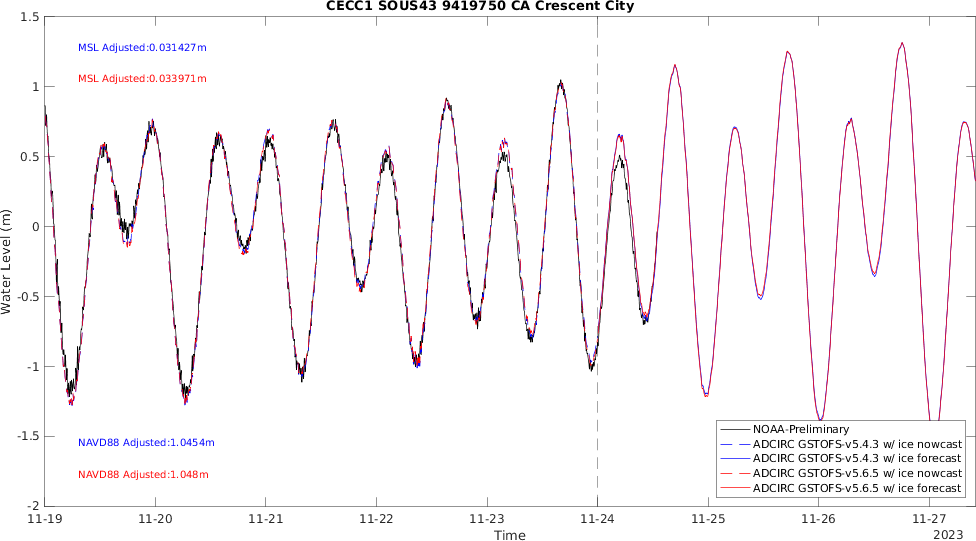 CECC1 SOUS43 9419750 CA Crescent City
1.5
MSL Adjusted:0.031427m
MSL Adjusted:0.033971m
1
0.5
0
Water Level (m)
-0.5
-1
-1.5
NAVD88 Adjusted:1.0454m
NAVD88 Adjusted:1.048m
-2
NOAA-Preliminary
ADCIRC GSTOFS-v5.4.3 w/ ice nowcast
ADCIRC GSTOFS-v5.4.3 w/ ice forecast
ADCIRC GSTOFS-v5.6.5 w/ ice nowcast
ADCIRC GSTOFS-v5.6.5 w/ ice forecast
11-19 11-20 11-21 11-22 11-23 11-24 11-25 11-26 11-27
Time
2023